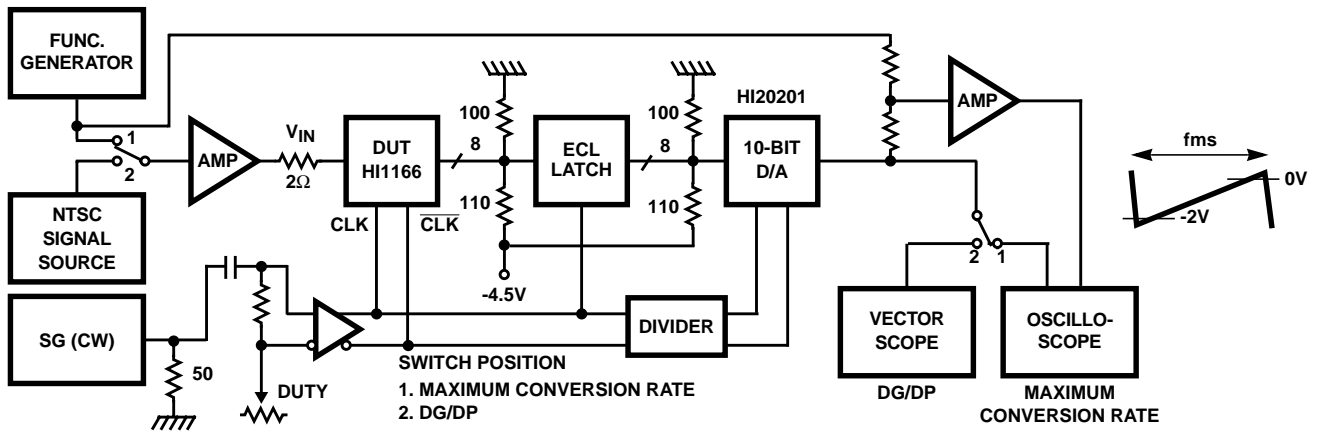 FUNC.
GENERATOR
1
2
NTSC
SIGNAL
SOURCE
AMP
V_IN
2Ω
DUT
HI1166
CLK
C̅L̅K̅
8
100
110
-4.5V
ECL
LATCH
8
100
110
HI20201
10-BIT
D/A
AMP
fms
0V
-2V
SG (CW)
50
DUTY
DIVIDER
SWITCH POSITION
1. MAXIMUM CONVERSION RATE
2. DG/DP
2 1
VECTOR
SCOPE
DG/DP
OSCILLO-
SCOPE
MAXIMUM
CONVERSION RATE